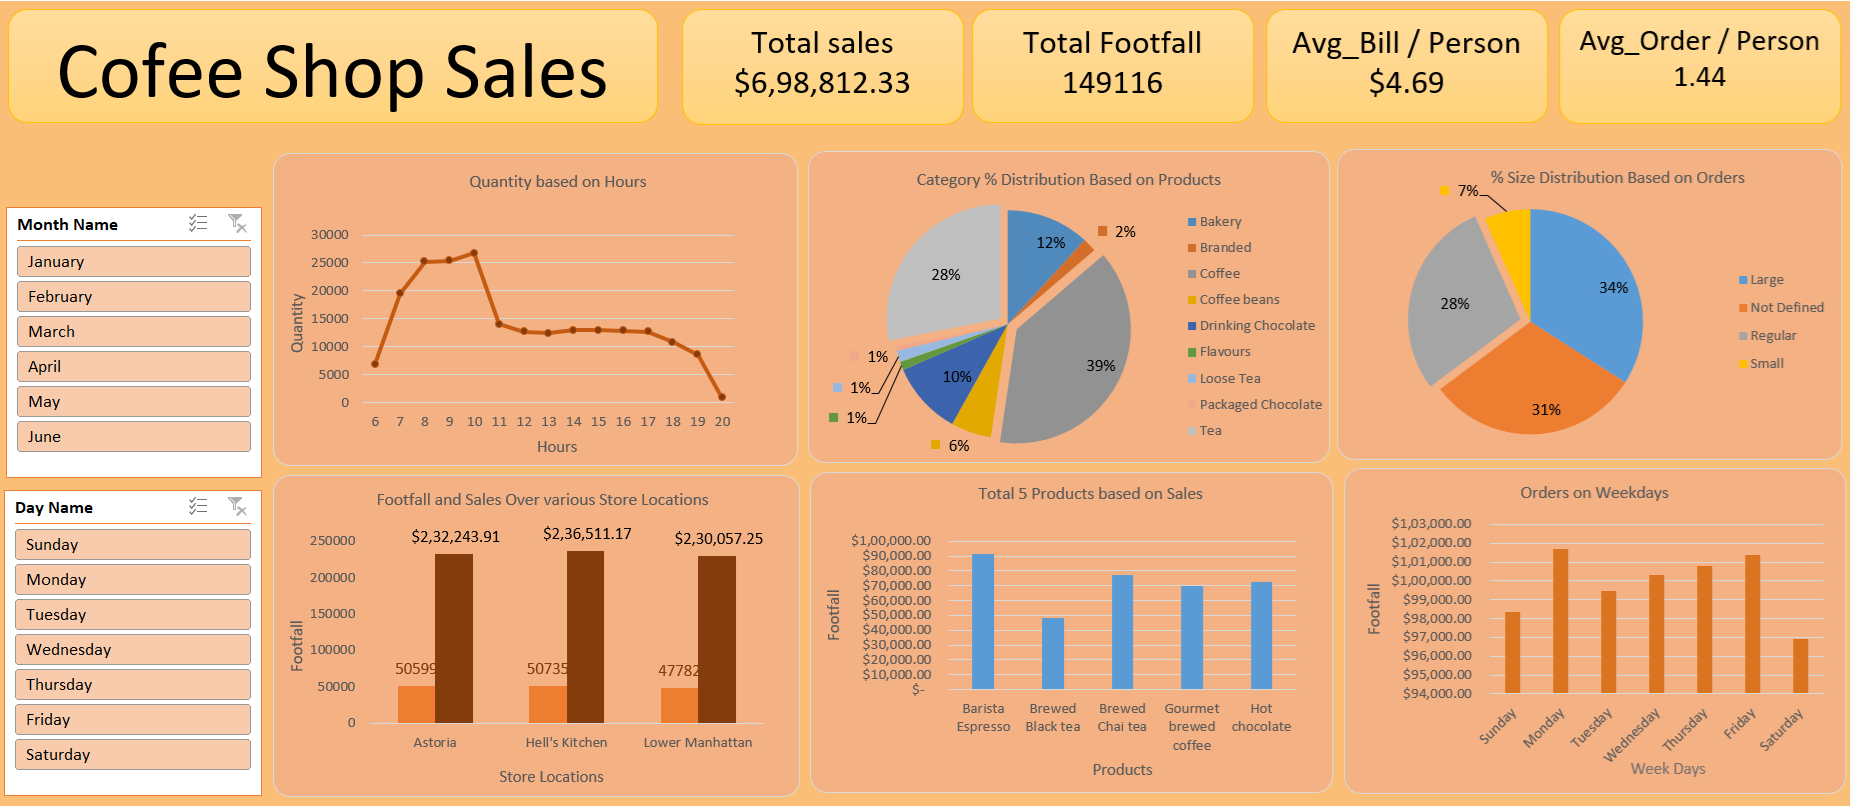 Cofee Shop Sales
Total sales
$6,98,812.33
Total Footfall
149116
Avg_Bill / Person
$4.69
Avg_Order / Person
1.44
Month Name
January
February
March
April
May
June
Day Name
Sunday
Monday
Tuesday
Wednesday
Thursday
Friday
Saturday
Quantity based on Hours
Quantity
30000
25000
20000
15000
10000
5000
0
6 7 8 9 10 11 12 13 14 15 16 17 18 19 20
Hours
Category % Distribution Based on Products
12%
2%
39%
6%
10%
1%
1%
1%
28%
Bakery
Branded
Coffee
Coffee beans
Drinking Chocolate
Flavours
Loose Tea
Packaged Chocolate
Tea
% Size Distribution Based on Orders
7%
34%
28%
31%
Large
Not Defined
Regular
Small
Footfall and Sales Over various Store Locations
Footfall
250000
200000
150000
100000
50000
0
$2,32,243.91
$2,36,511.17
$2,30,057.25
50599
50735
47782
Astoria
Hell's Kitchen
Lower Manhattan
Store Locations
Total 5 Products based on Sales
Footfall
$1,00,000.00
$90,000.00
$80,000.00
$70,000.00
$60,000.00
$50,000.00
$40,000.00
$30,000.00
$20,000.00
$10,000.00
$-
Barista
Espresso
Brewed
Black tea
Brewed
Chai tea
Gourmet
brewed
coffee
Hot
chocolate
Products
Orders on Weekdays
Footfall
$1,03,000.00
$1,02,000.00
$1,01,000.00
$1,00,000.00
$99,000.00
$98,000.00
$97,000.00
$96,000.00
$95,000.00
$94,000.00
Sunday
Monday
Tuesday
Wednesday
Thursday
Friday
Saturday
Week Days